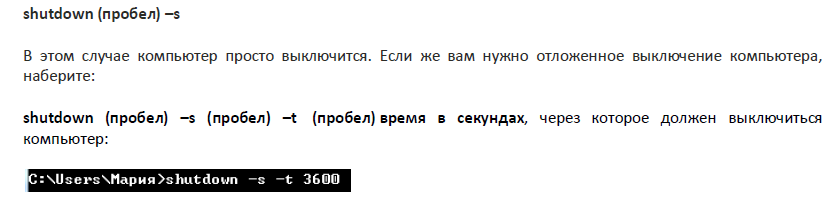 shutdown (пробел) –s
В этом случае компьютер просто выключится. Если же вам нужно отложенное выключение компьютера,
наберите:
shutdown (пробел) –s (пробел) –t (пробел) время в секундах, через которое должен выключиться
компьютер:
C:\Users\Мария>shutdown -s -t 3600